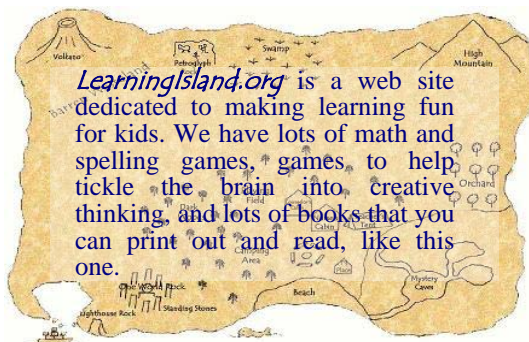 Volcano
Petroglyph
Swamp
High
Mountain
LearningIsland.org is a web site
dedicated to making learning fun
for kids. We have lots of math and
spelling games, games to help
tickle the brain into creative
thinking, and lots of books that you
can print out and read, like this
one.
Orchard
Field
Cabin
Camping
Area
Place
Mystery
Caves
Beach
One World Rock
Standing Stones
Lighthouse Rock